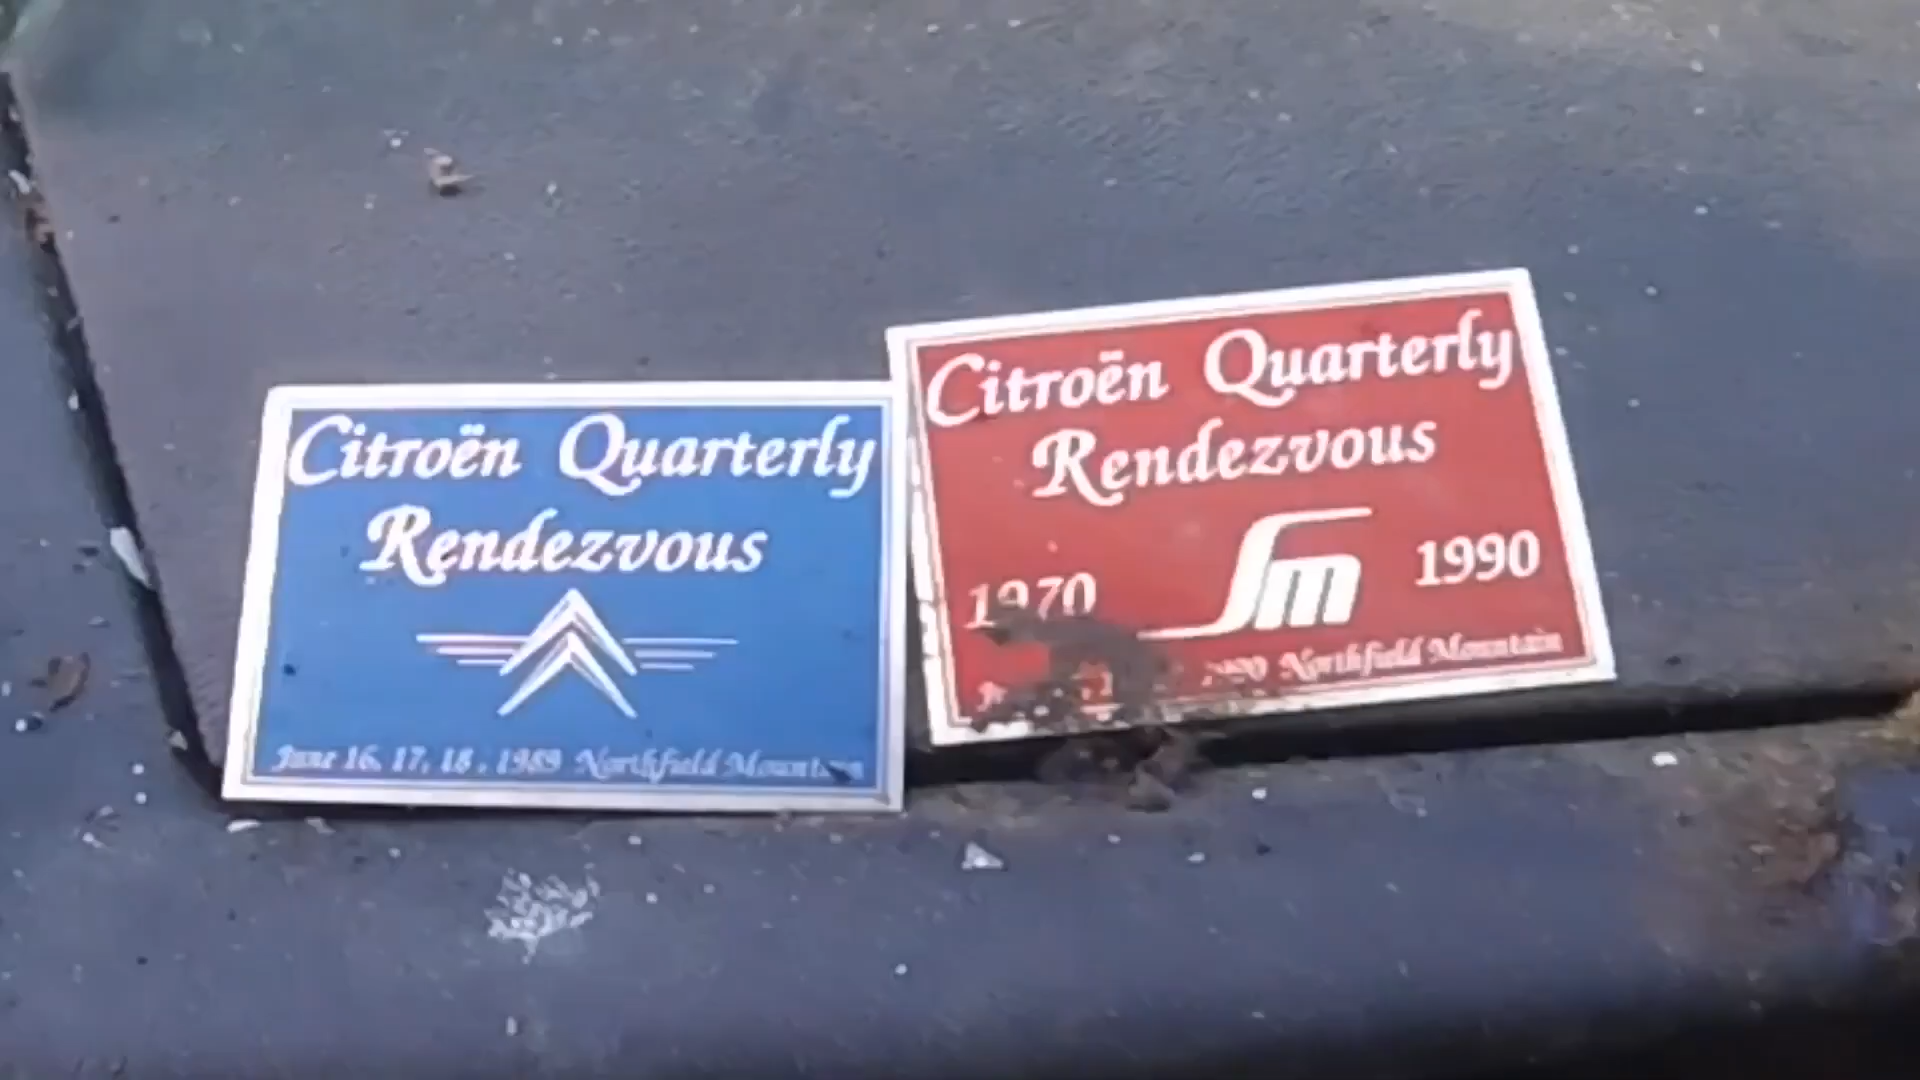 Citroën Quarterly
Rendezvous
June 16, 17, 18, 1989 Northfield Mountain
Citroën Quarterly
Rendezvous
1970 SM 1990
Northfield Mountain